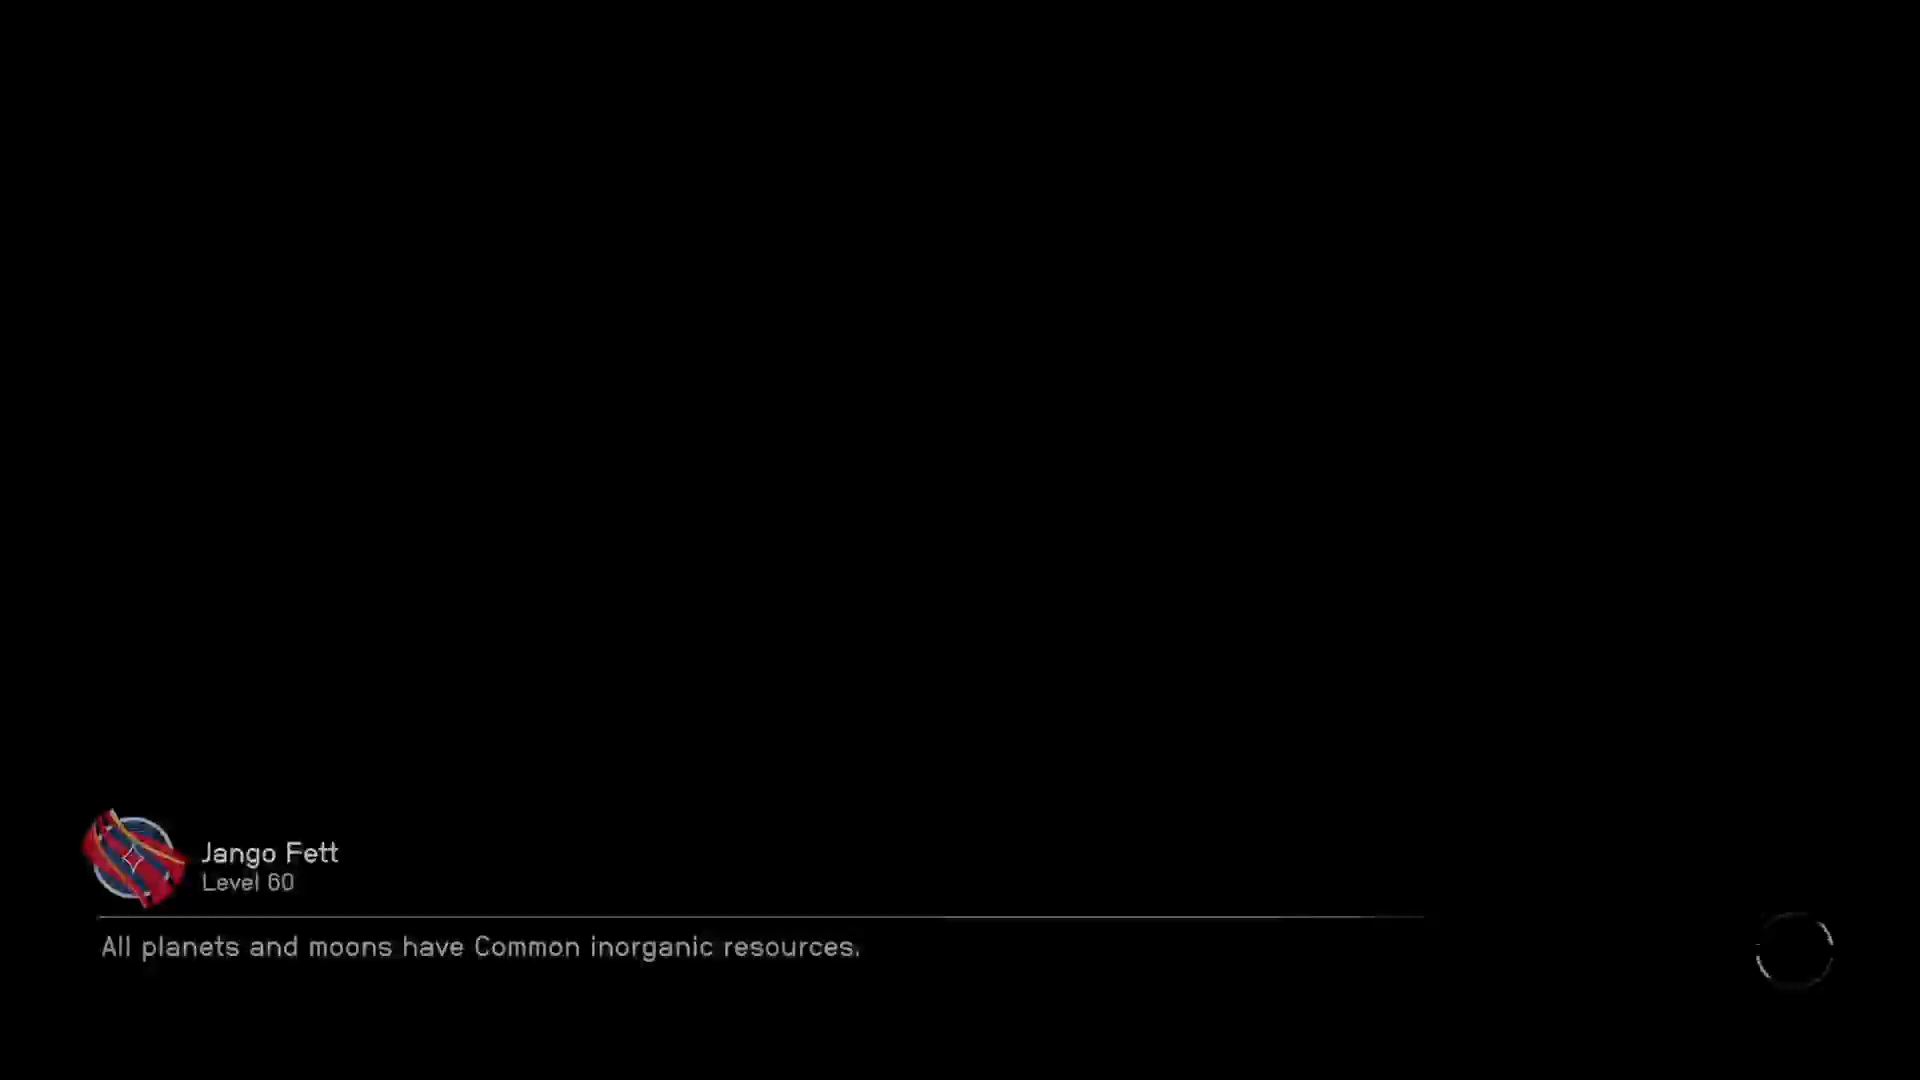 Jango Fett
Level 60
All planets and moons have Common inorganic resources.